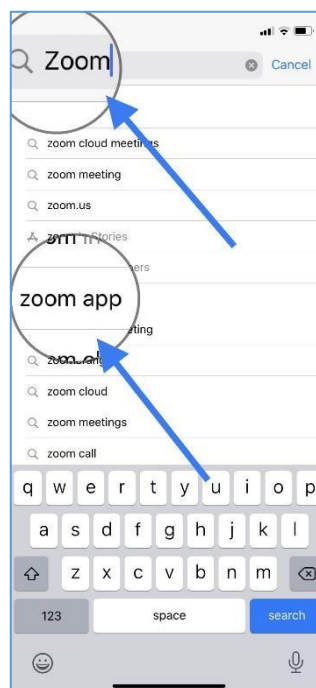 Zoom
Cancel
zoom cloud meetings
zoom meeting
zoom.us
Stories
zoom app
zoom cloud
zoom meetings
zoom call
q w e r t y u i o p
a s d f g h j k l
z x c v b n m
123 space search